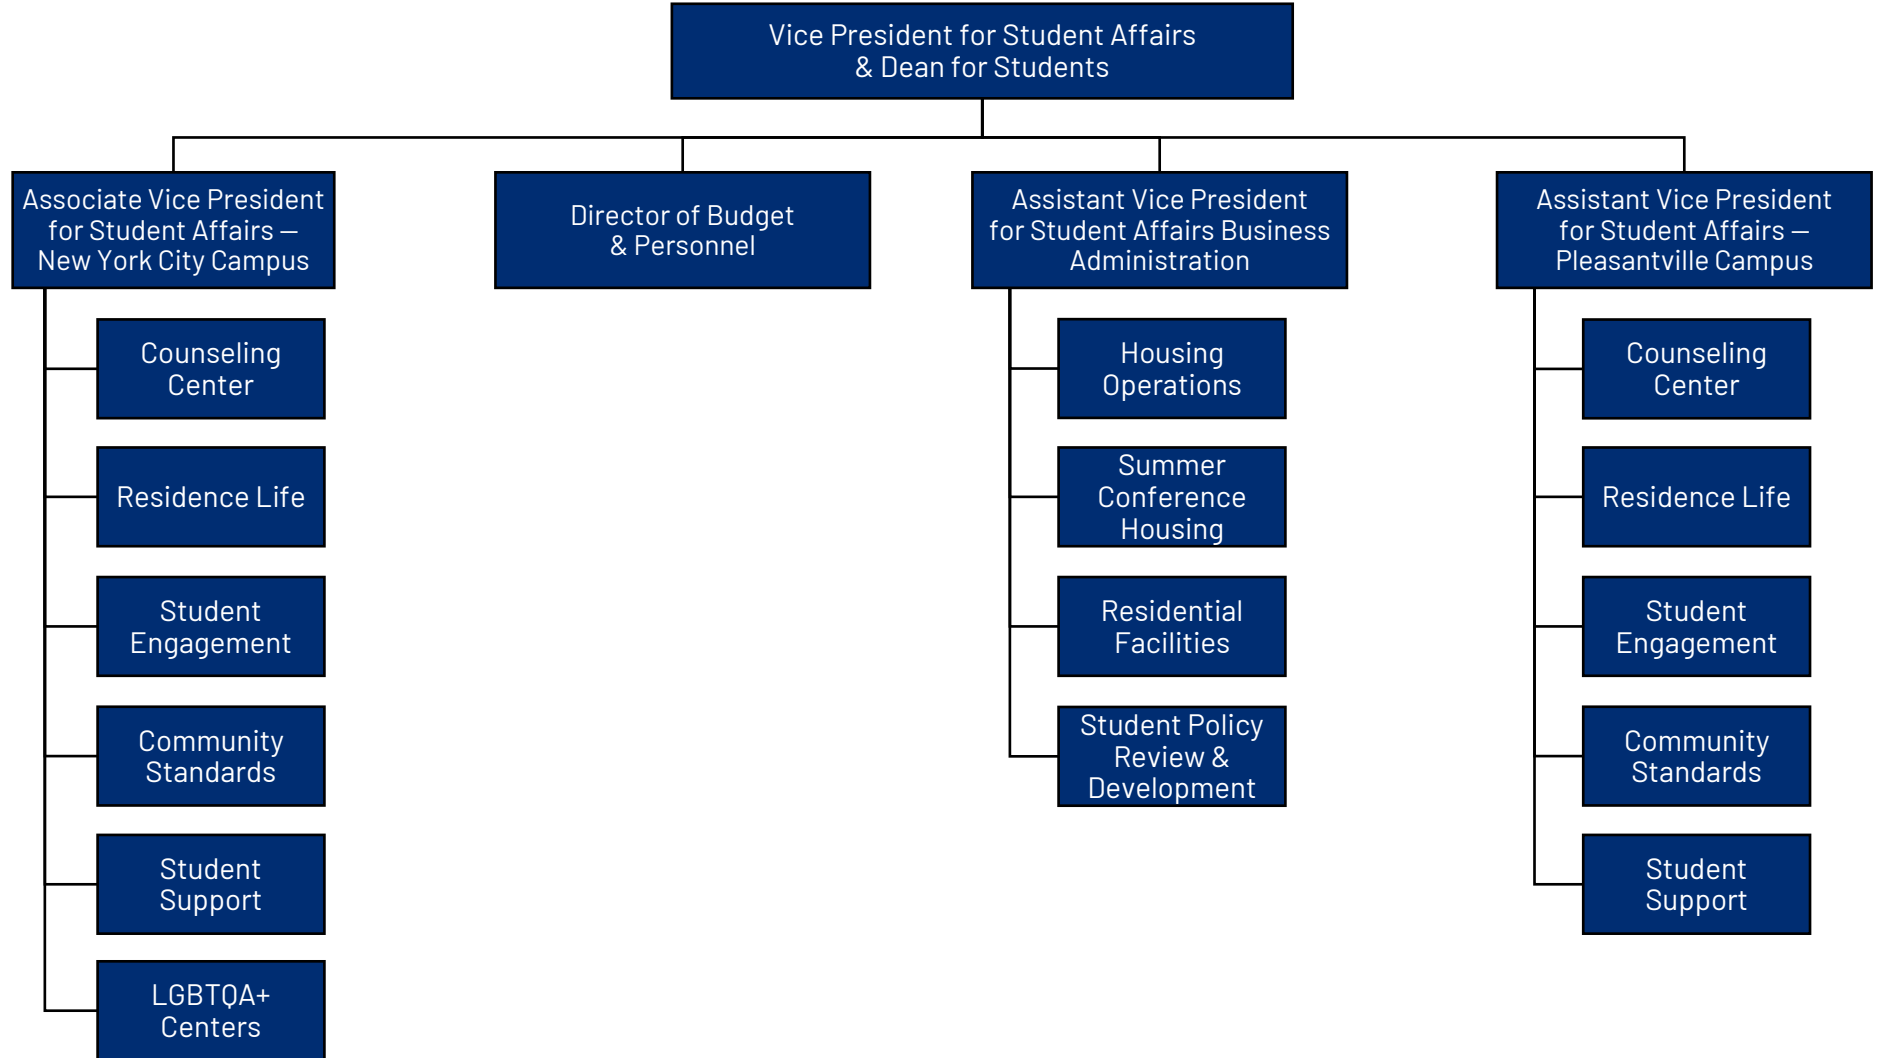 Vice President for Student Affairs
& Dean for Students
Associate Vice President
for Student Affairs —
New York City Campus
Director of Budget
& Personnel
Assistant Vice President
for Student Affairs Business
Administration
Assistant Vice President
for Student Affairs —
Pleasantville Campus
Counseling
Center
Residence Life
Student
Engagement
Community
Standards
Student
Support
LGBTQA+
Centers
Housing
Operations
Summer
Conference
Housing
Residential
Facilities
Student Policy
Review &
Development
Counseling
Center
Residence Life
Student
Engagement
Community
Standards
Student
Support